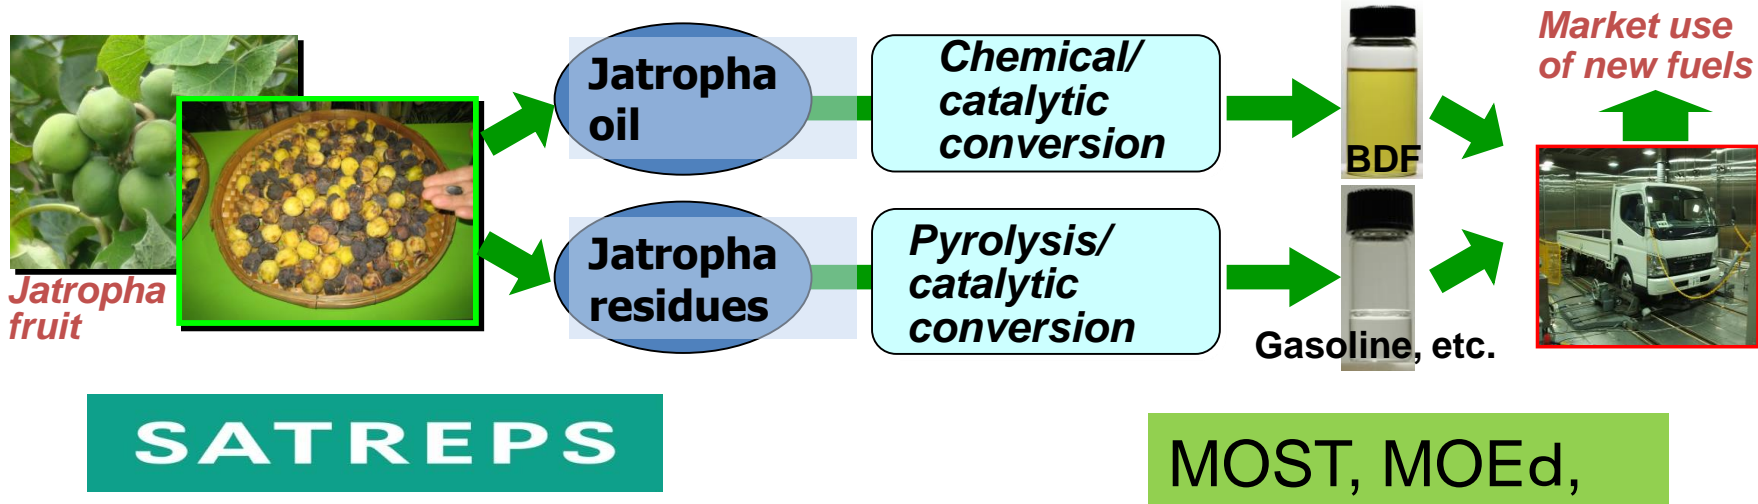 Jatropha
fruit
Jatropha
oil
Jatropha
residues
Chemical/
catalytic
conversion
Pyrolysis/
catalytic
conversion
BDF
Gasoline, etc.
Market use
of new fuels
SATREPS
MOST, MOEd,